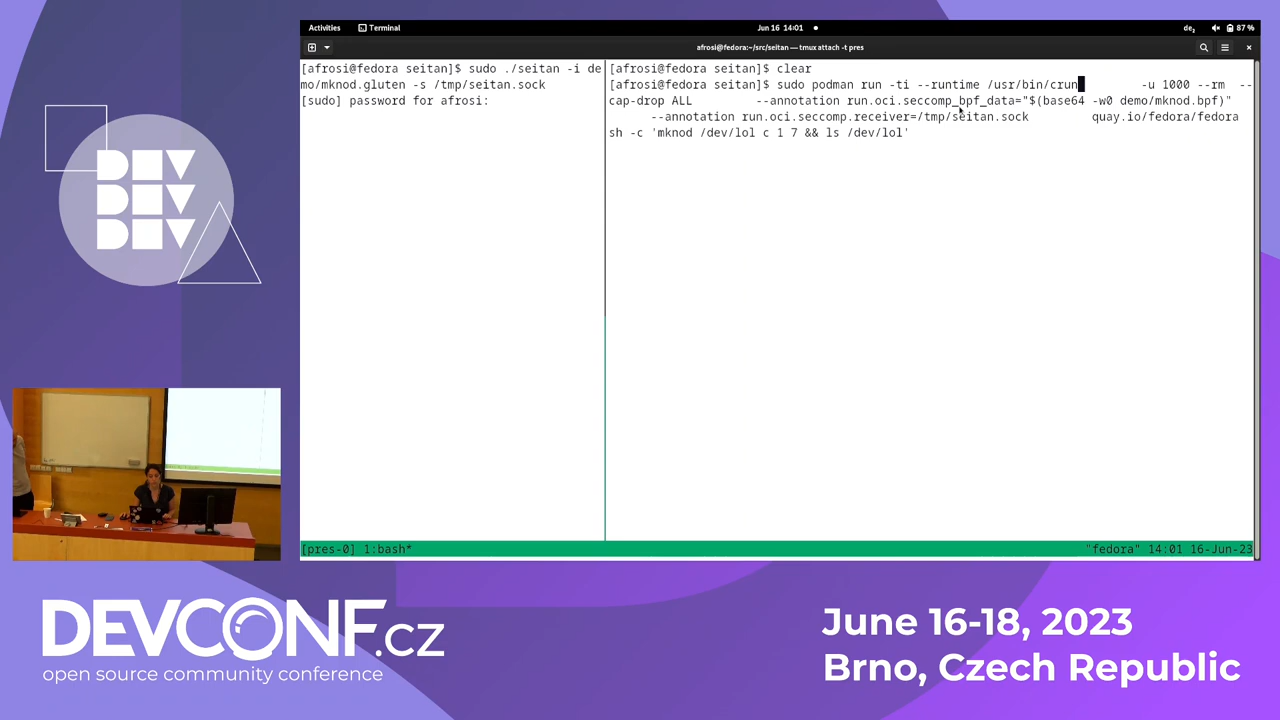 Activities
Terminal
Jun 16 14:01
de₂
87 %
afrosi@fedora:~/src/seitan — tmux attach -t pres
[afrosi@fedora seitan]$ sudo ./seitan -i de
mo/mknod.gluten -s /tmp/seitan.sock
[sudo] password for afrosi:
[afrosi@fedora seitan]$ clear
[afrosi@fedora seitan]$ sudo podman run -ti --runtime /usr/bin/crun -u 1000 --rm --
cap-drop ALL --annotation run.oci.seccomp_bpf_data="$(base64 -w0 demo/mknod.bpf)"
--annotation run.oci.seccomp.receiver=/tmp/seitan.sock quay.io/fedora/fedora
sh -c 'mknod /dev/lol c 1 7 && ls /dev/lol'
[pres-0] 1:bash*
"fedora" 14:01 16-Jun-23
DEV
DEV
DEV
DEVCONF.cz
open source community conference
June 16-18, 2023
Brno, Czech Republic